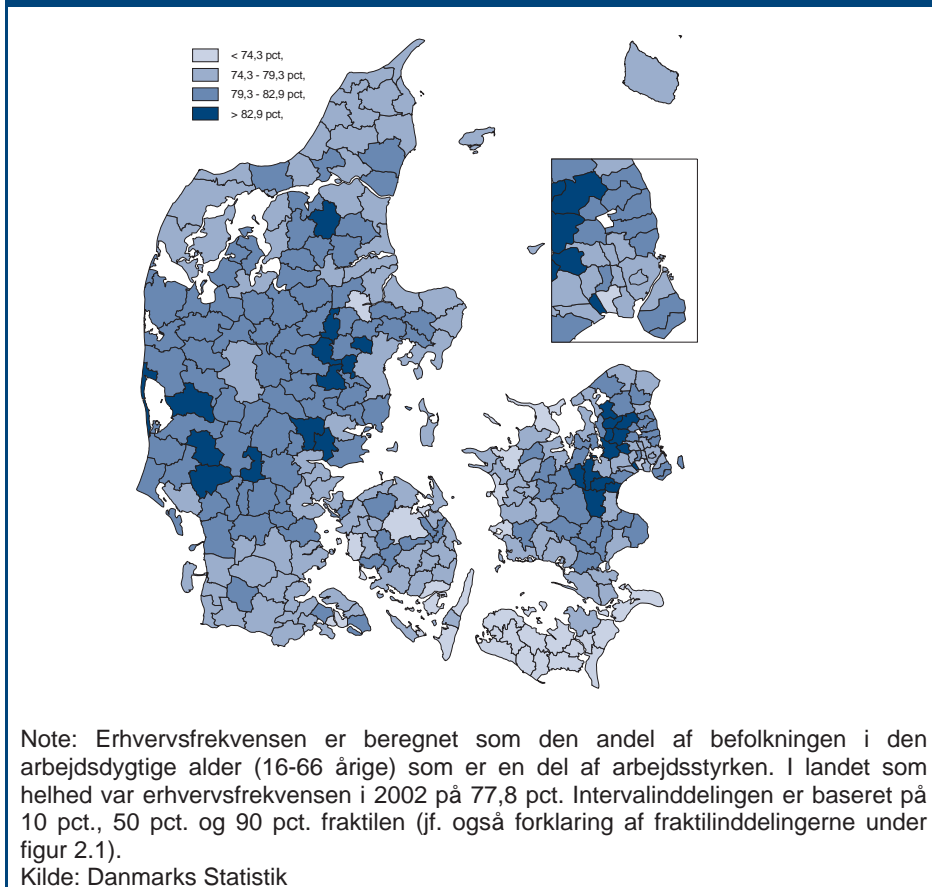 < 74,3 pct,
74,3 - 79,3 pct,
79,3 - 82,9 pct,
> 82,9 pct,
Note: Erhvervsfrekvensen er beregnet som den andel af befolkningen i den
arbejdsdygtige alder (16-66 årige) som er en del af arbejdsstyrken. I landet som
helhed var erhvervsfrekvensen i 2002 på 77,8 pct. Intervalinddelingen er baseret på
10 pct., 50 pct. og 90 pct. fraktilen (jf. også forklaring af fraktilinddelingerne under
figur 2.1).
Kilde: Danmarks Statistik